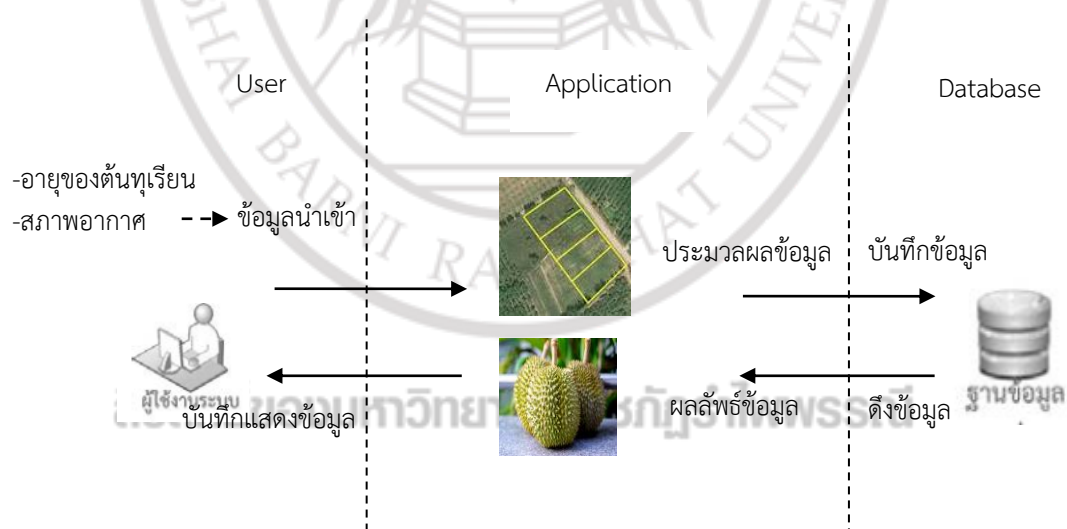 User
Application
Database
-อายุของต้นทุเรียน
-สภาพอากาศ
ข้อมูลนำเข้า
ประมวลผลข้อมูล
บันทึกข้อมูล
ผู้ใช้งานระบบ
บันทึกแสดงข้อมูล
ผลลัพธ์ข้อมูล
ดึงข้อมูล
ฐานข้อมูล
BARNI